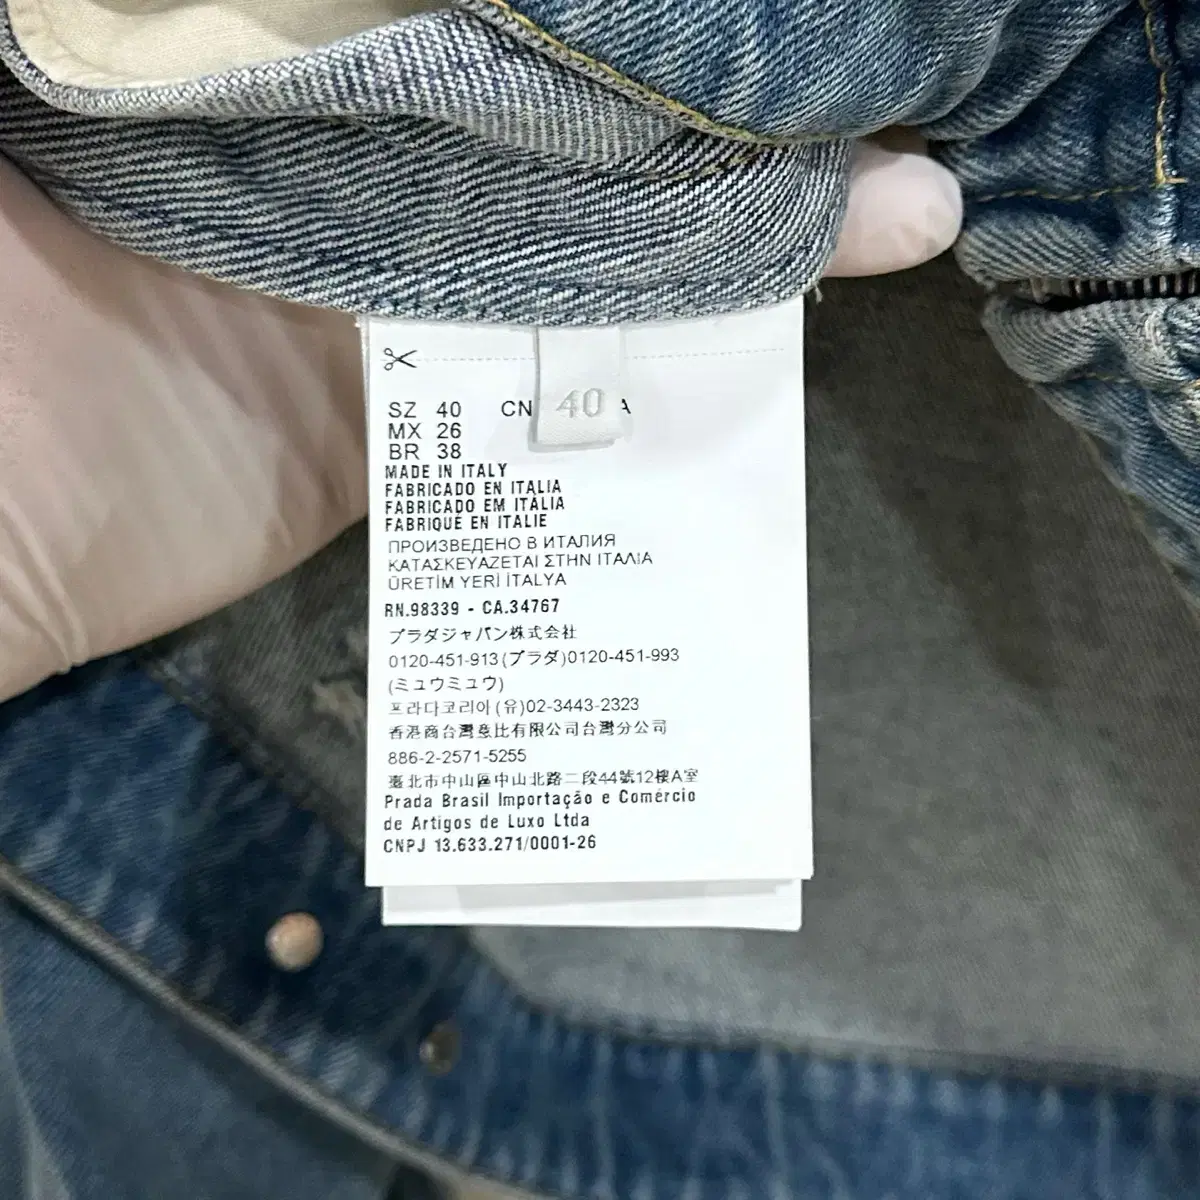 SZ 40 CN A
40
MX 26
BR 38
MADE IN ITALY
FABRICADO EN ITALIA
FABRICADO EM ITÁLIA
FABRIQUÉ EN ITALIE
ПРОИЗВЕДЕНО В ИТАЛИЯ
ΚΑΤΑΣΚΕΥΑΖΕΤΑΙ ΣΤΗΝ ΙΤΑΛΙΑ
ÜRETİM YERİ İTALYA
RN.98339 - CA.34767
プラダジャパン株式会社
0120-451-913(プラダ)0120-451-993
(ミュウミュウ)
프라다코리아(유)02-3443-2323
香港商台灣意比有限公司台灣分公司
886-2-2571-5255
臺北市中山區中山北路二段44號12樓A室
Prada Brasil Importação e Comércio
de Artigos de Luxo Ltda
CNPJ 13.633.271/0001-26